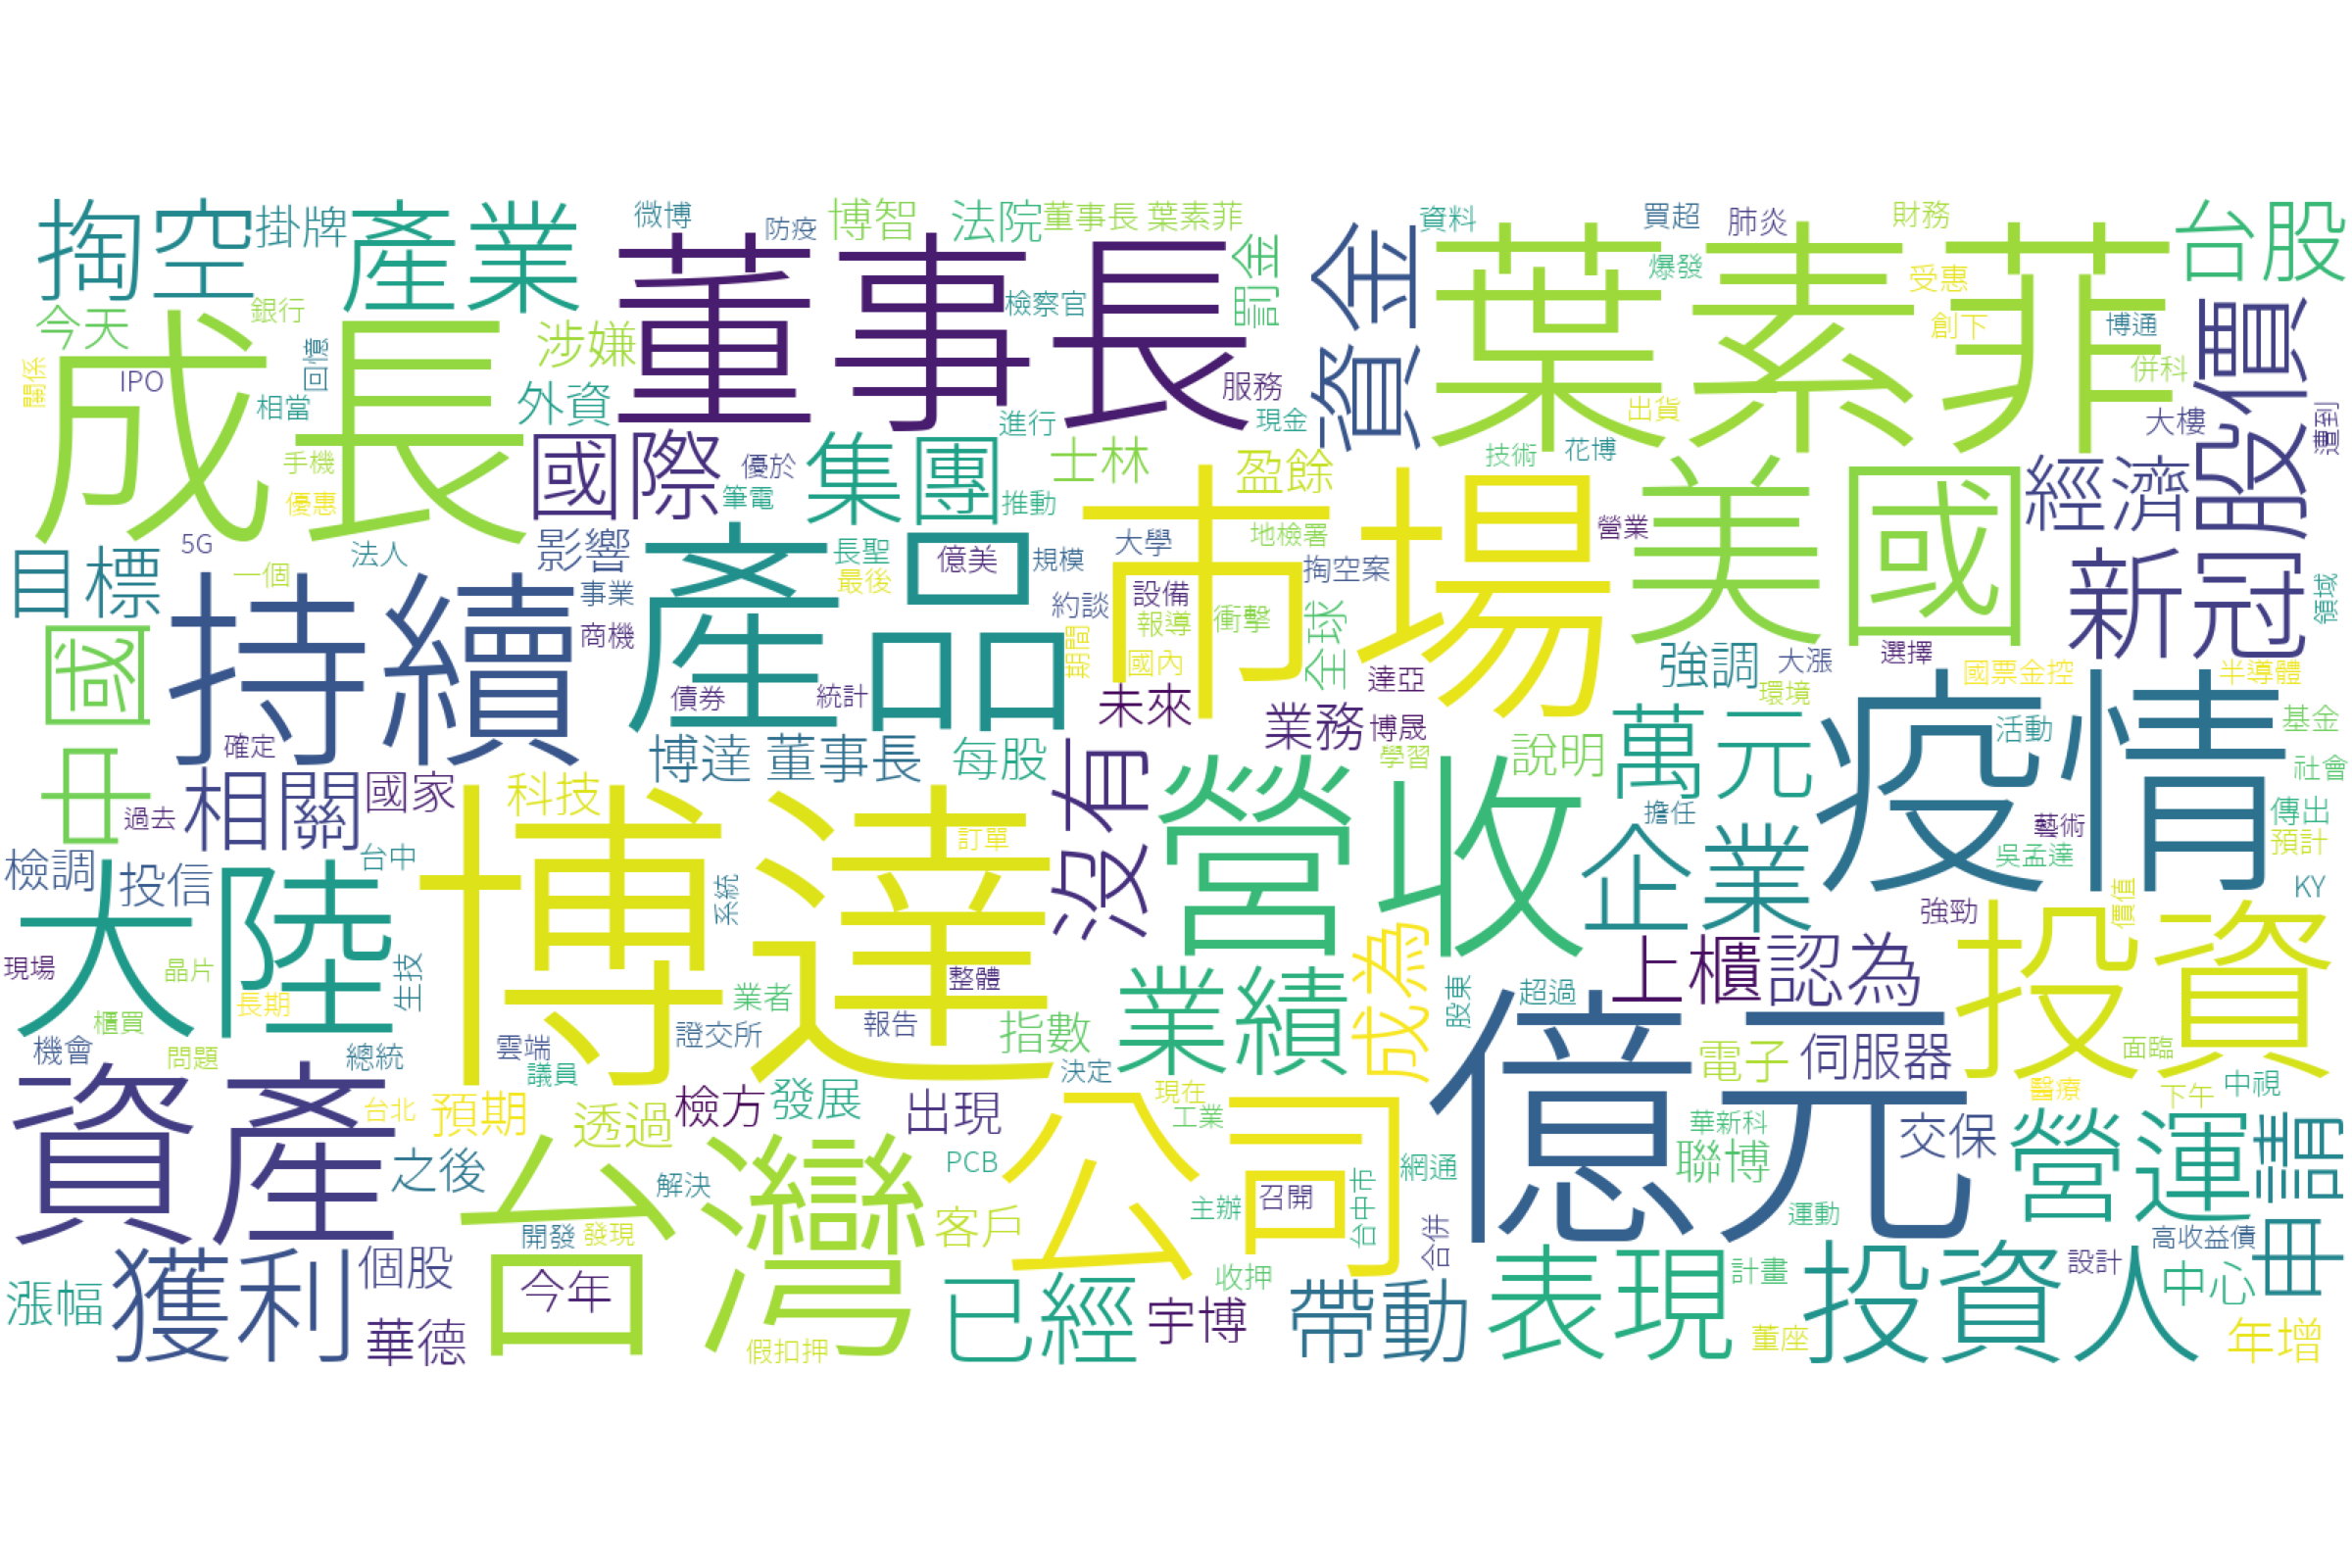 掏空
掛牌
產業
微博
防疫
博智
法院
董事長 葉素菲
資料
買超
肺炎
財務
台股
今天
銀行
回憶
涉嫌
董事長
檢察官
罰金
資金
葉素菲
爆發
受惠
創下
博通
股價
關係
IPO
相當
成長
外資
服務
現金
出貨
併科
大樓
遭到
手機
優惠
國際
優於
筆電
集團
進行
推動
士林
盈餘
市場
技術
花博
美國
經濟
目標
5G
一個
法人
影響
事業
商機
產品
長聖
最後
億美
規模
大學
地檢署
掏空案
營業
新冠
領域
中國
持續
約談
設備
報導
衝擊
期間
國內
全球
達亞
強調
大漲
環境
選擇
國票金控
半導體
確定
債券
統計
未來
業務
博晟
學習
說明
萬元
疫情
活動
基金
社會
過去
相關
國家
科技
博達 董事長
每股
沒有
營收
企業
擔任
藝術
吳孟達
傳出
預計
檢調
投信
台中
博達
訂單
系統
KY
大陸
現場
晶片
長期
生技
業者
整體
業績
成為
股東
超過
上櫃
認為
強勁
價值
投資
櫃買
機會
問題
總統
雲端
議員
證交所
報告
指數
決定
億元
電子
伺服器
面臨
資產
台北
預期
透過
檢方
發展
出現
公司
現在
工業
華新科
聯博
交保
醫療
下午
中視
營運
申請
之後
台灣
解決
PCB
主辦
召開
台中市
網通
運動
開發
發現
客戶
收押
合併
高收益債
漲幅
獲利
個股
今年
華德
假扣押
已經
宇博
帶動
表現
計畫
董座
投資人
設計
中心
年增